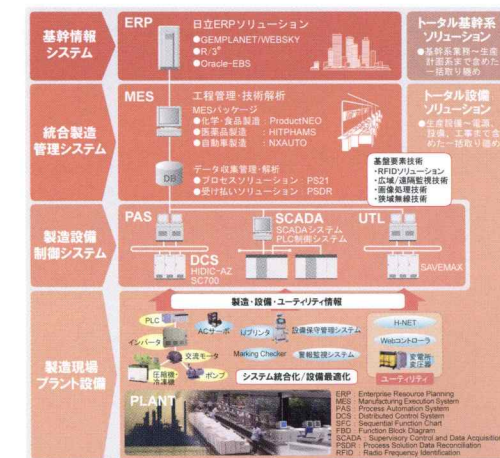 基幹情報
システム
ERP
日立ERPソリューション
●GEMPLANET/WEBSKY
●R/3®
●Oracle-EBS
トータル基幹系
ソリューション
●基幹系業務～生産
計画系まで含めた
一括取り纏め
統合製造
管理システム
MES
工程管理・技術解析
MESパッケージ
●化学・食品製造：ProductNEO
●医薬品製造：HITPHAMS
●自動車製造：NXAUTO
DB
データ収集管理・解析
●プロセスソリューション：PS21
●受け払いソリューション：PSDR
トータル設備
ソリューション
●生産設備～電源、
設備、工事まで含
めた一括取り纏め
基盤要素技術
・RFIDソリューション
・広域/遠隔監視技術
・画像処理技術
・狭域無線技術
製造設備
制御システム
PAS
DCS
HIDIC-AZ
SC700
SCADA
SCADAシステム
PLC制御システム
UTL
SAVEMAX
製造・設備・ユーティリティ情報
製造現場
プラント設備
PLC
ACサーボ
IJプリンタ
設備保守管理システム
インバータ
交流モータ
Marking Checker
警報監視システム
圧縮機・
冷凍機
ポンプ
システム統合化/設備最適化
H-NET
Webコントローラ
変電所
変圧器
ユーティリティ
PLANT
ERP : Enterprise Resource Planning
MES : Manufacturing Execution System
PAS : Process Automation System
DCS : Distributed Control System
SFC : Sequential Function Chart
FBD : Function Block Diagram
SCADA : Supervisory Control and Data Acquisition
PSDR : Process Solution Data Reconciliation
RFID : Radio Frequency Identification